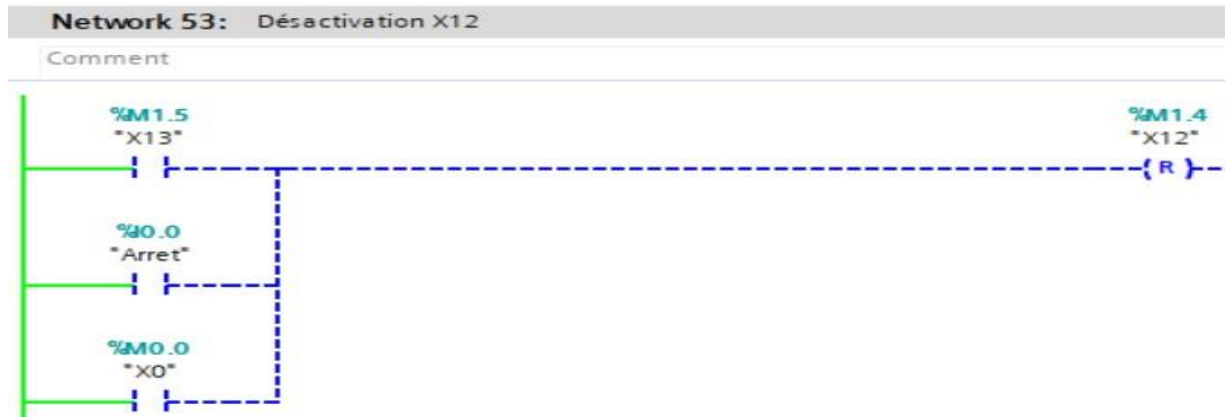 Network 53: Désactivation X12
Comment
%M1.5
"X13"
%M1.4
"X12"
( R )
%I0.0
"Arret"
%M0.0
"X0"